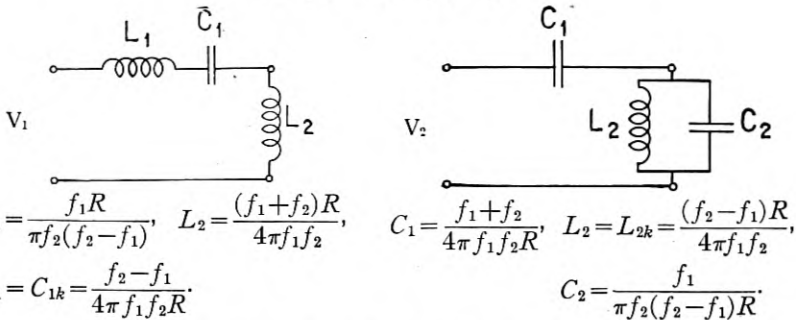 L₁ C̄₁
L₂
V₁
= f₁R / πf₂(f₂−f₁), L₂ = (f₁+f₂)R / 4πf₁f₂,
= C₁ₖ = f₂−f₁ / 4πf₁f₂R.
C₁
L₂ C₂
V₂
C₁ = f₁+f₂ / 4πf₁f₂R, L₂ = L₂ₖ = (f₂−f₁)R / 4πf₁f₂,
C₂ = f₁ / πf₂(f₂−f₁)R.